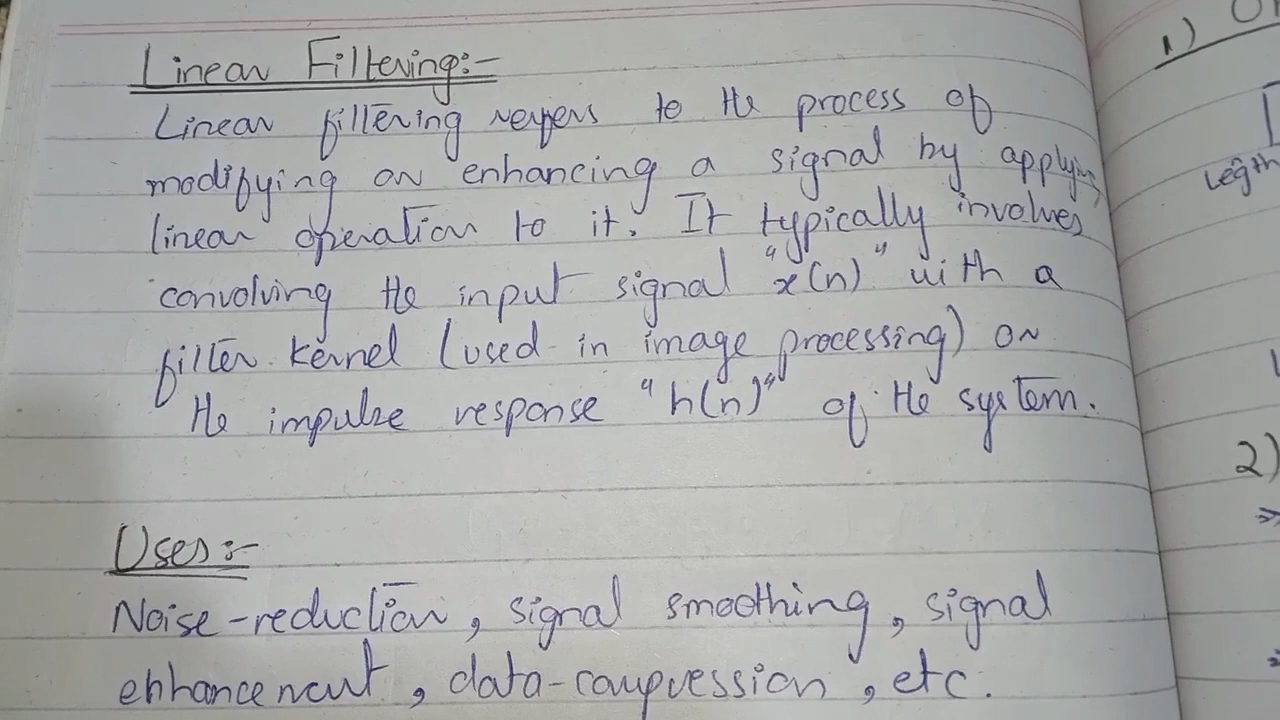 Linear Filtering:-
Linear filtering refers to the process of
modifying or enhancing a signal by applying
linear operation to it. It typically involves
convolving the input signal "x(n)" with a
filter kernel (used in image processing) or
the impulse response "h(n)" of the system.
Uses:-
Noise-reduction, signal smoothing, signal
enhancement, data-compression, etc.
1)
Legth
2)